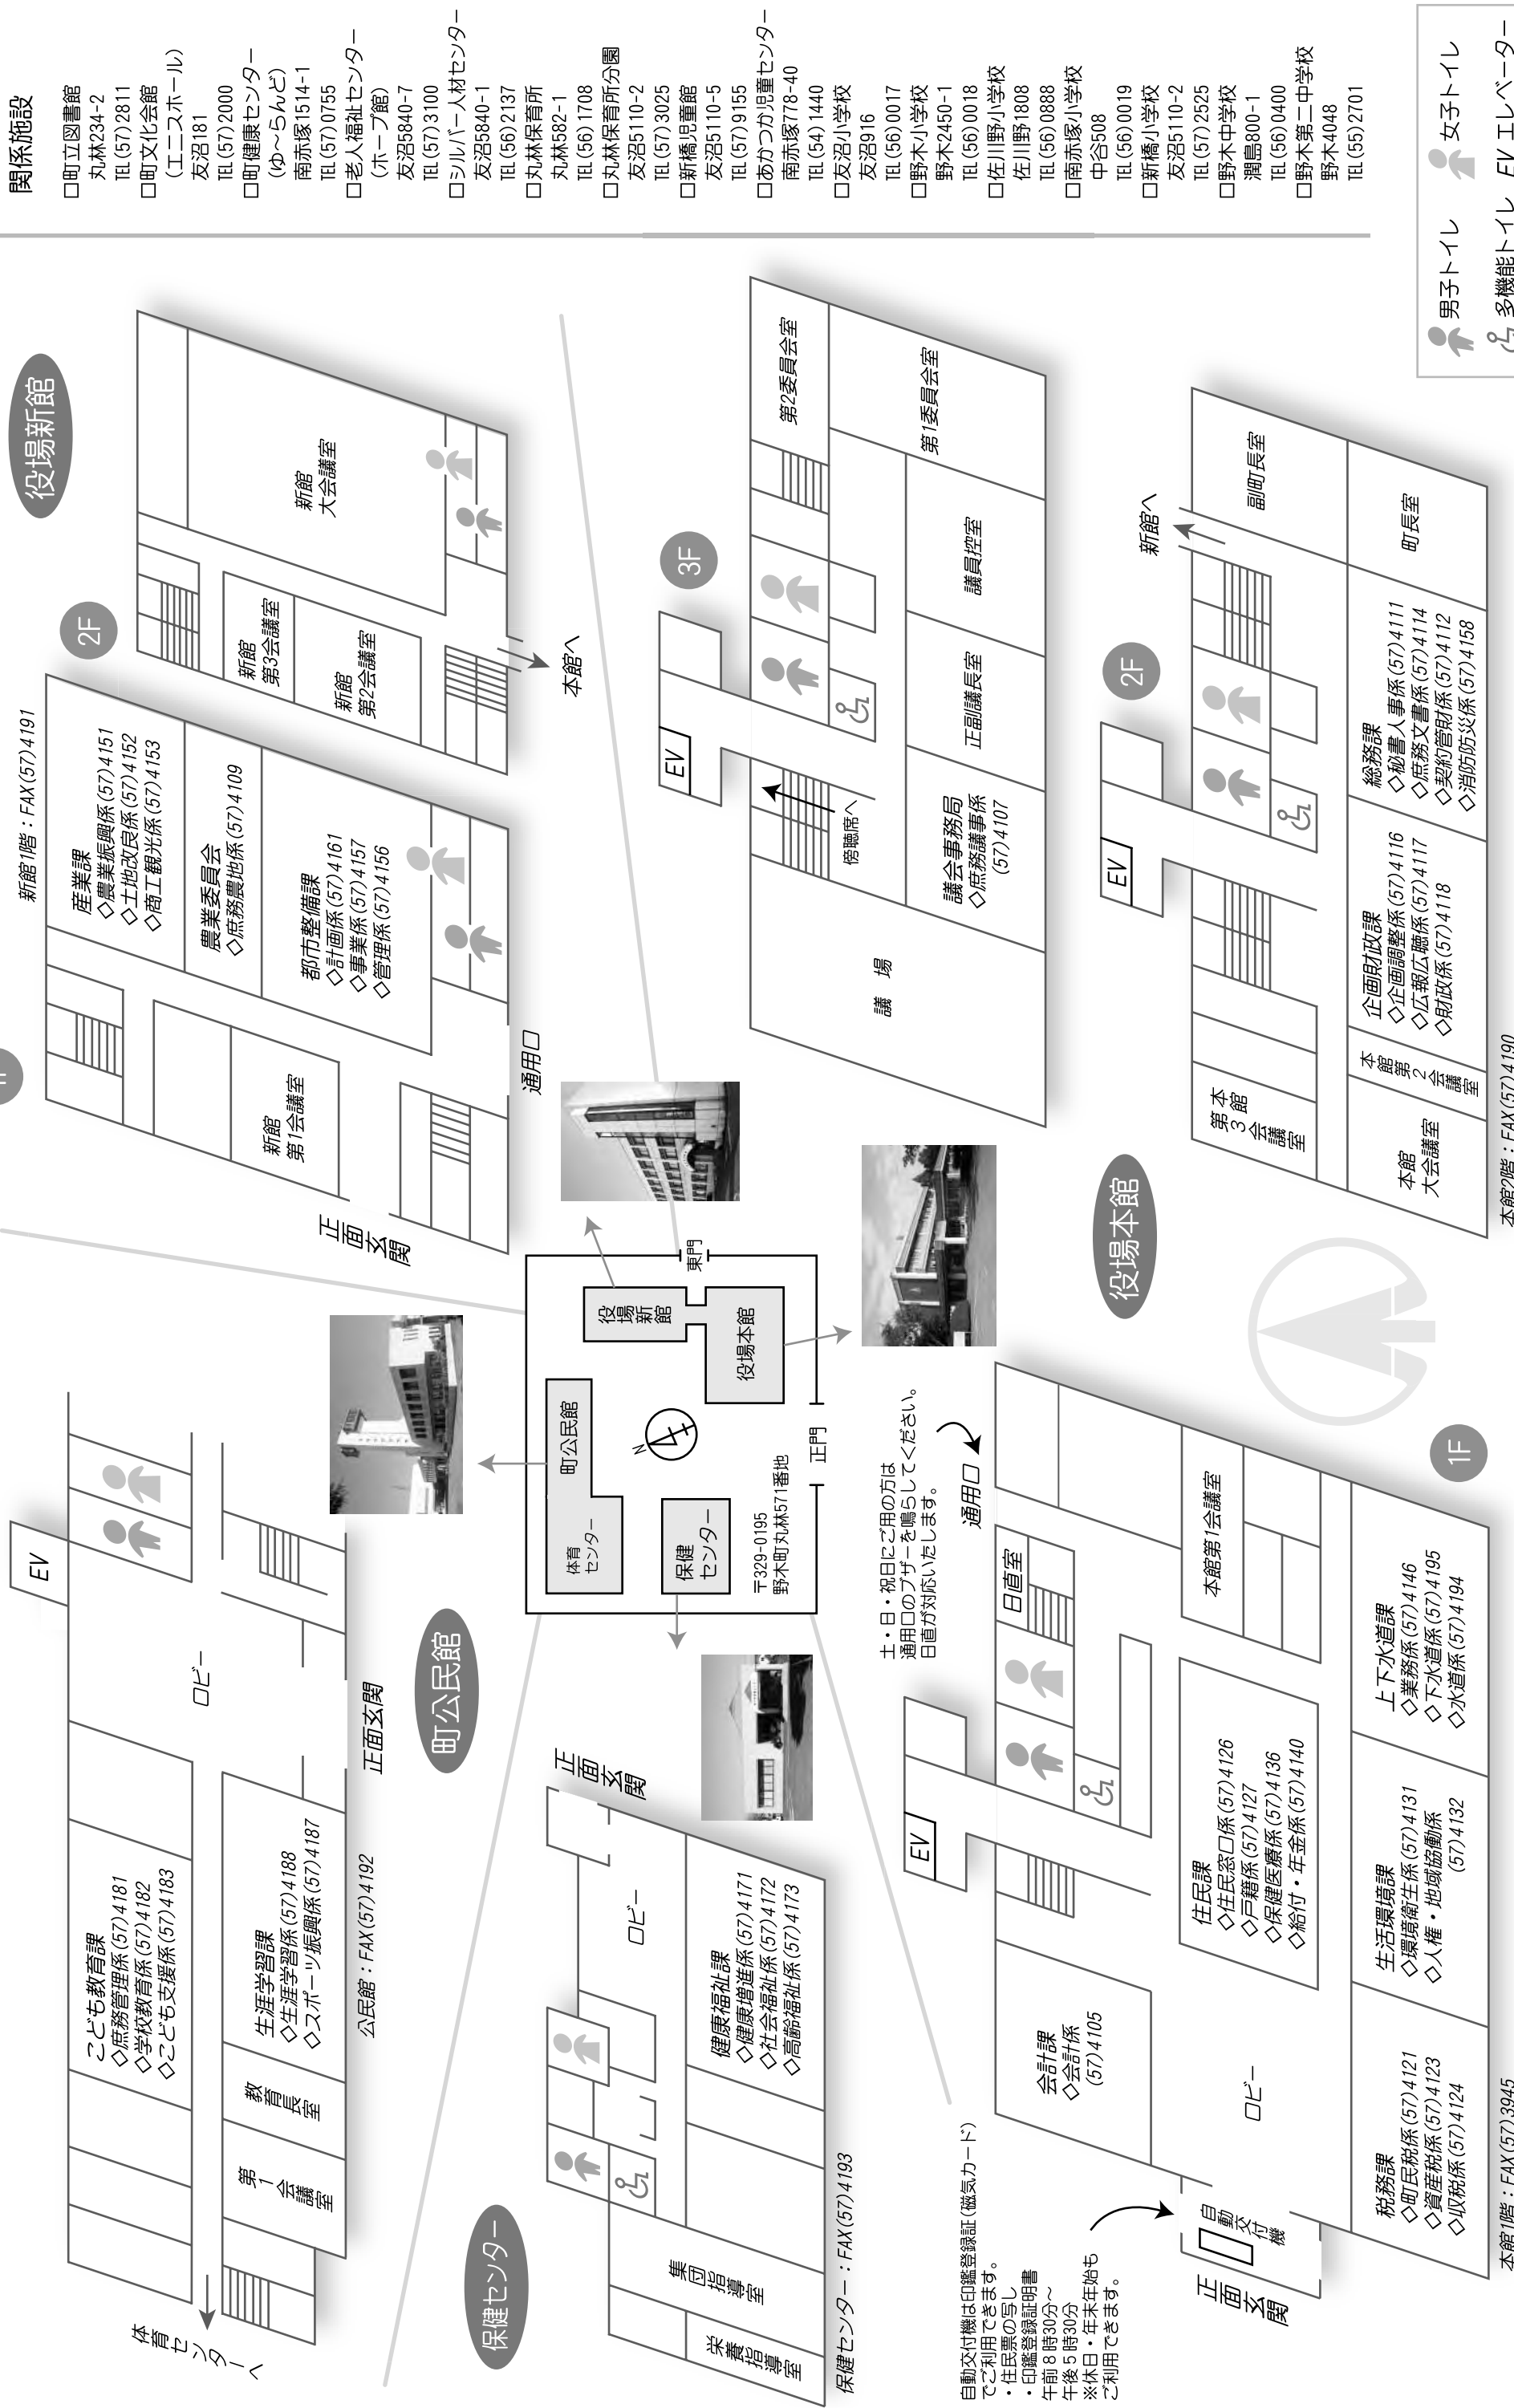 関係施設
□町立図書館
丸林234-2
TEL(57)2811
□町文化会館
(エニスホール)
友沼181
TEL(57)2000
□町健康センター
(ゆ〜らんど)
南赤塚1514-1
TEL(57)0755
□老人福祉センター
(ホープ館)
友沼5840-7
TEL(57)3100
□シルバー人材センター
友沼5840-1
TEL(56)2137
□丸林保育所
丸林582-1
TEL(56)1708
□丸林保育所分園
友沼5110-2
TEL(57)3025
□新橋児童館
友沼5110-5
TEL(57)9155
□あかつか児童センター
南赤塚778-40
TEL(54)1440
□友沼小学校
友沼916
TEL(56)0017
□野木小学校
野木2450-1
TEL(56)0018
□佐川野小学校
佐川野1808
TEL(56)0888
□南赤塚小学校
中谷508
TEL(56)0019
□新橋小学校
友沼5110-2
TEL(57)2525
□野木中学校
潤島800-1
TEL(56)0400
□野木第二中学校
野木4048
TEL(55)2701
男子トイレ
女子トイレ
多機能トイレ
EV エレベーター
役場新館
新館1階：FAX(57)4191
産業課
◇農業振興係(57)4151
◇土地改良係(57)4152
◇商工観光係(57)4153
農業委員会
◇庶務農地係(57)4109
都市整備課
◇計画係(57)4161
◇事業係(57)4157
◇管理係(57)4156
新館
第1会議室
通用口
正面玄関
2F
新館
大会議室
新館
第3会議室
新館
第2会議室
本館へ
3F
第2委員会室
第1委員会室
議員控室
正副議長室
EV
傍聴席へ
議会事務局
◇庶務議事係
(57)4107
議　場
2F
新館へ
副町長室
町長室
EV
総務課
◇秘書人事係(57)4111
◇庶務文書係(57)4114
◇契約管財係(57)4112
◇消防防災係(57)4158
企画財政課
◇企画調整係(57)4116
◇広報広聴係(57)4117
◇財政係(57)4118
本館
第2会議室
本館
第3会議室
本館
大会議室
本館2階：FAX(57)4190
役場本館
町公民館
EV
ロビー
こども教育課
◇庶務管理係(57)4181
◇学校教育係(57)4182
◇こども支援係(57)4183
生涯学習課
◇生涯学習係(57)4188
◇スポーツ振興係(57)4187
教育長室
第1会議室
正面玄関
公民館：FAX(57)4192
体育センターへ
役場新館
東門
役場本館
町公民館
体育
センター
N
保健
センター
正門
〒329-0195
野木町丸林571番地
保健センター
正面玄関
ロビー
健康福祉課
◇健康増進係(57)4171
◇社会福祉係(57)4172
◇高齢福祉係(57)4173
集団指導室
栄養指導室
保健センター：FAX(57)4193
1F
土・日・祝日にご用の方は
通用口のブザーを鳴らしてください。
日直が対応いたします。
通用口
日直室
本館第1会議室
EV
会計課
◇会計係
(57)4105
住民課
◇住民窓口係(57)4126
◇戸籍係(57)4127
◇保健医療係(57)4136
◇給付・年金係(57)4140
上下水道課
◇業務係(57)4146
◇下水道係(57)4195
◇水道係(57)4194
生活環境課
◇環境衛生係(57)4131
◇人権・地域協働係
(57)4132
税務課
◇町民税係(57)4121
◇資産税係(57)4123
◇収税係(57)4124
ロビー
自動交付機
正面玄関
自動交付機は印鑑登録証(磁気カード)
でご利用できます。
・住民票の写し
・印鑑登録証明書
午前8時30分〜
午後5時30分
※休日・年末年始も
ご利用できます。
本館1階：FAX(57)3945